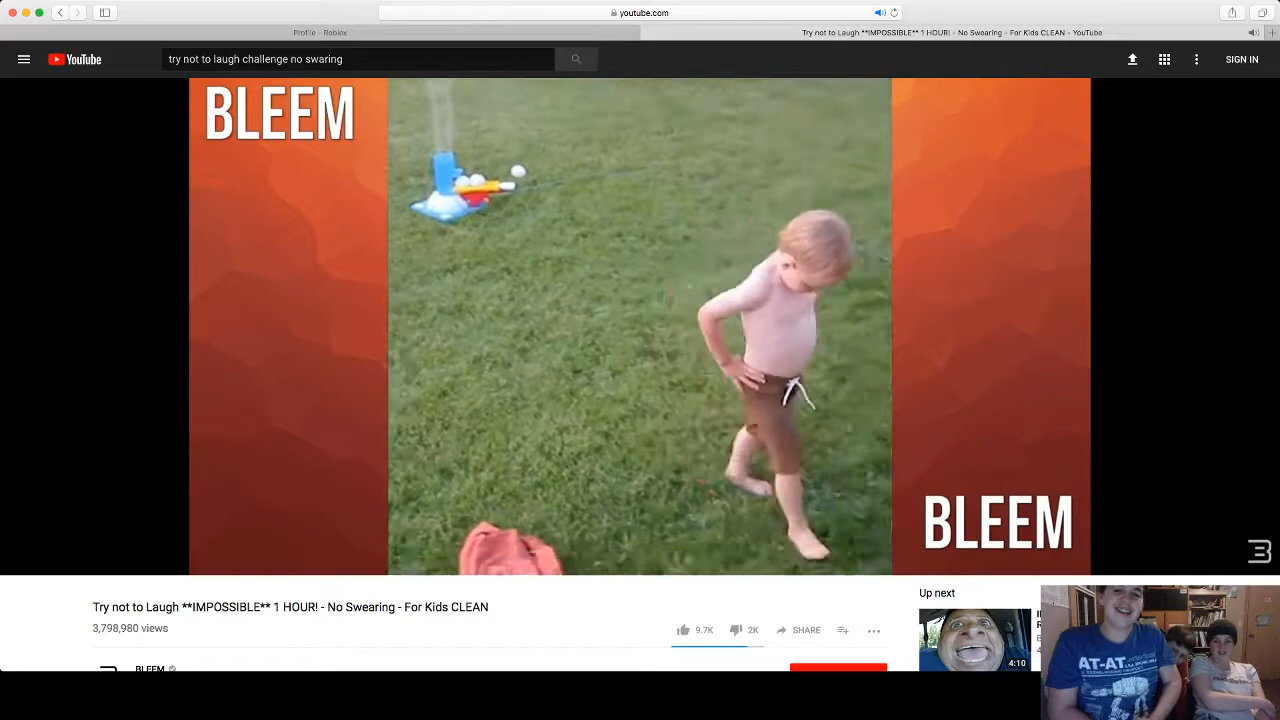 youtube.com
Profile - Roblox
Try not to Laugh **IMPOSSIBLE** 1 HOUR! - No Swearing - For Kids CLEAN - YouTube
YouTube
try not to laugh challenge no swaring
SIGN IN
BLEEM
BLEEM
Try not to Laugh **IMPOSSIBLE** 1 HOUR! - No Swearing - For Kids CLEAN
3,798,980 views
9.7K
2K
SHARE
Up next
4:10
BLEEM
AT-AT